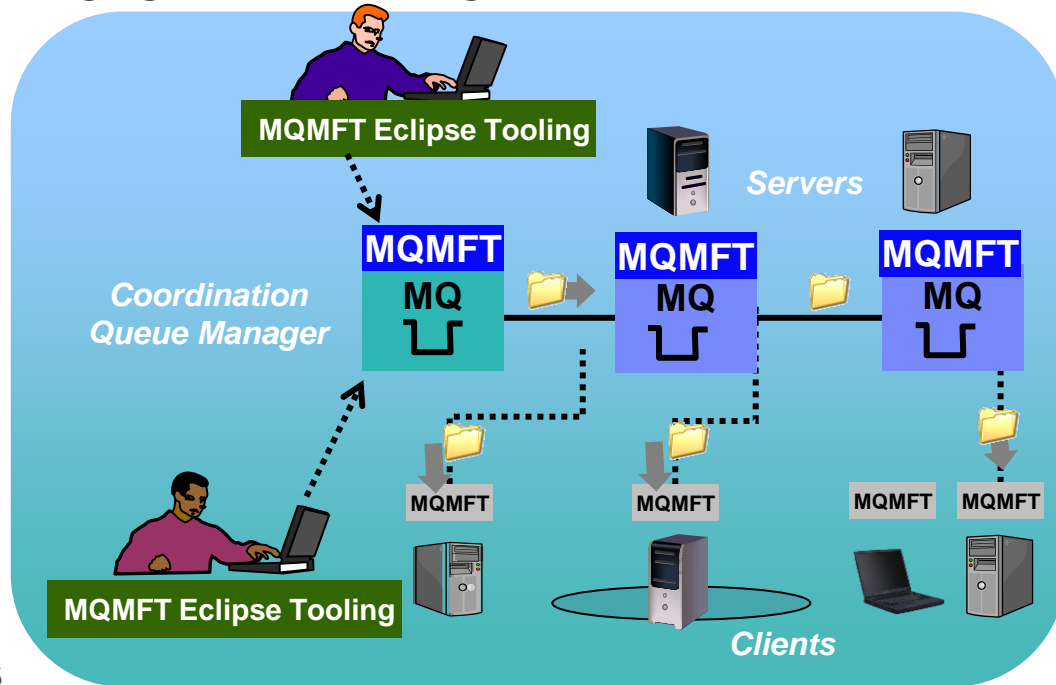 MQMFT Eclipse Tooling
Servers
MQMFT
MQ
MQMFT
MQ
MQMFT
MQ
Coordination
Queue Manager
MQMFT
MQMFT
MQMFT
MQMFT
MQMFT Eclipse Tooling
Clients